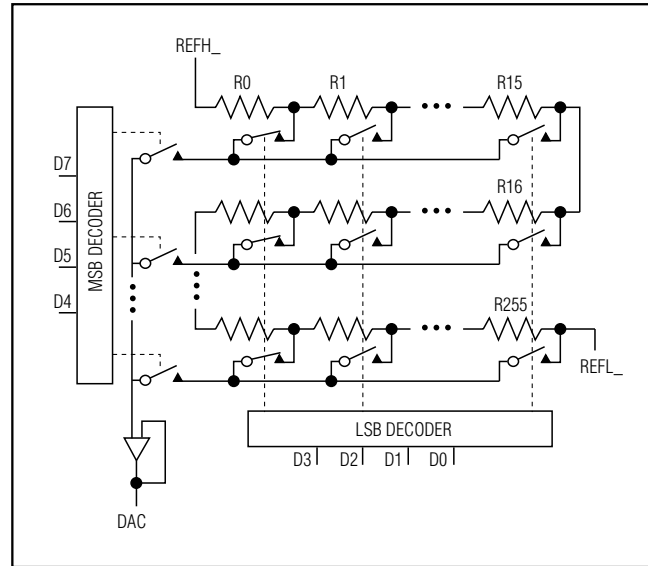 REFH_
R0
R1
R15
D7
D6
D5
D4
MSB DECODER
R16
R255
REFL_
LSB DECODER
D3
D2
D1
D0
DAC